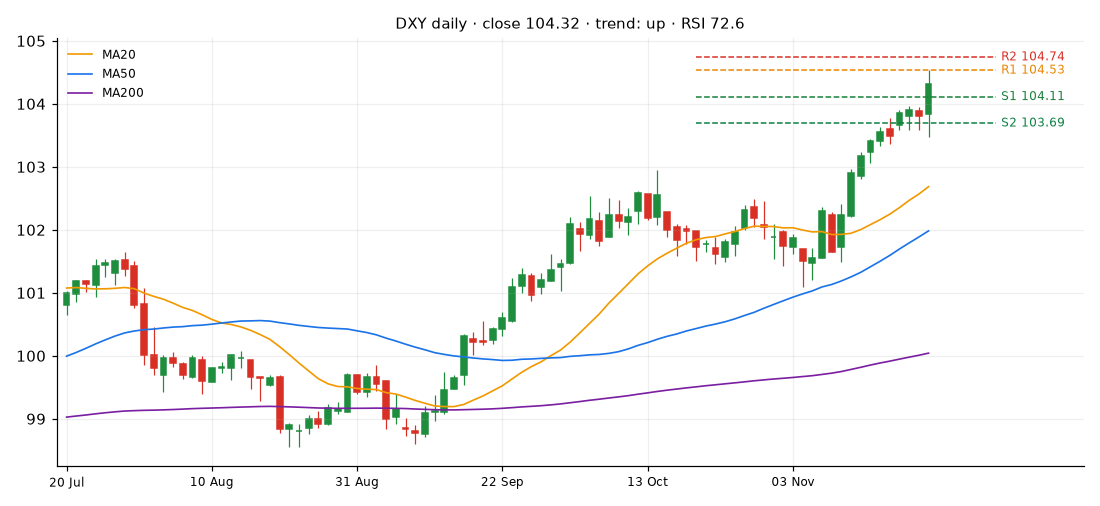 DXY daily · close 104.32 · trend: up · RSI 72.6
105
104
103
102
101
100
99
MA20
MA50
MA200
R2 104.74
R1 104.53
S1 104.11
S2 103.69
20 Jul
10 Aug
31 Aug
22 Sep
13 Oct
03 Nov